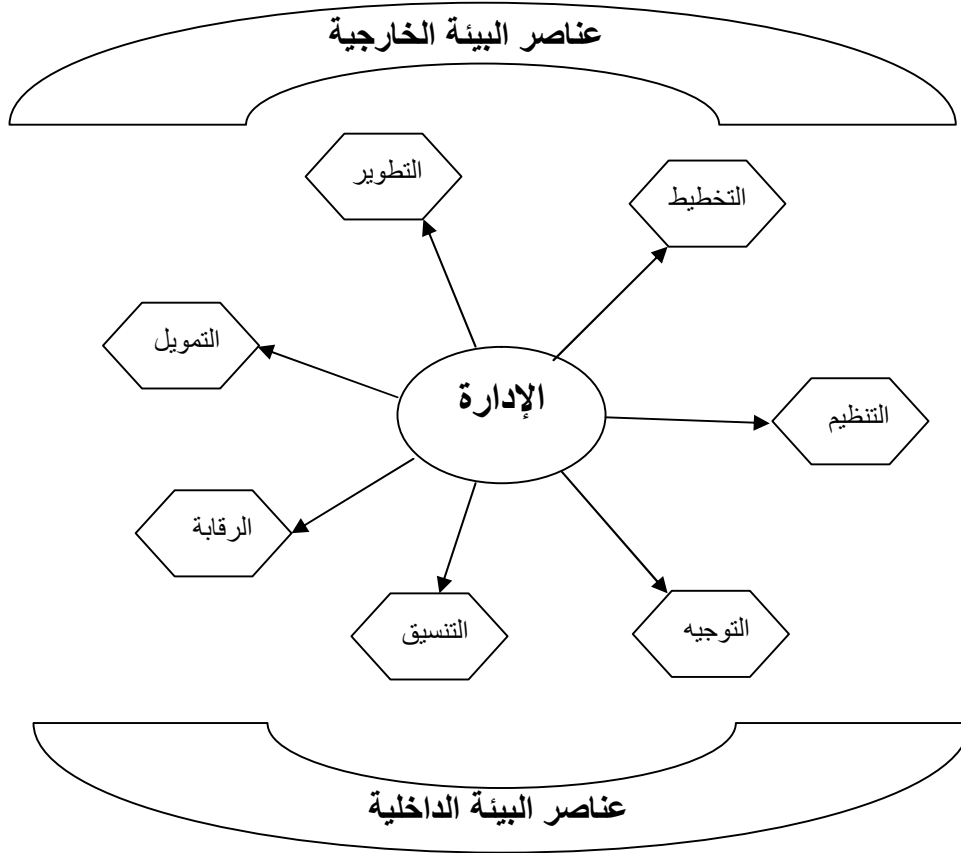 عناصر البيئة الخارجية
التطوير
التخطيط
التمويل
الإدارة
التنظيم
الرقابة
التنسيق
التوجيه
عناصر البيئة الداخلية